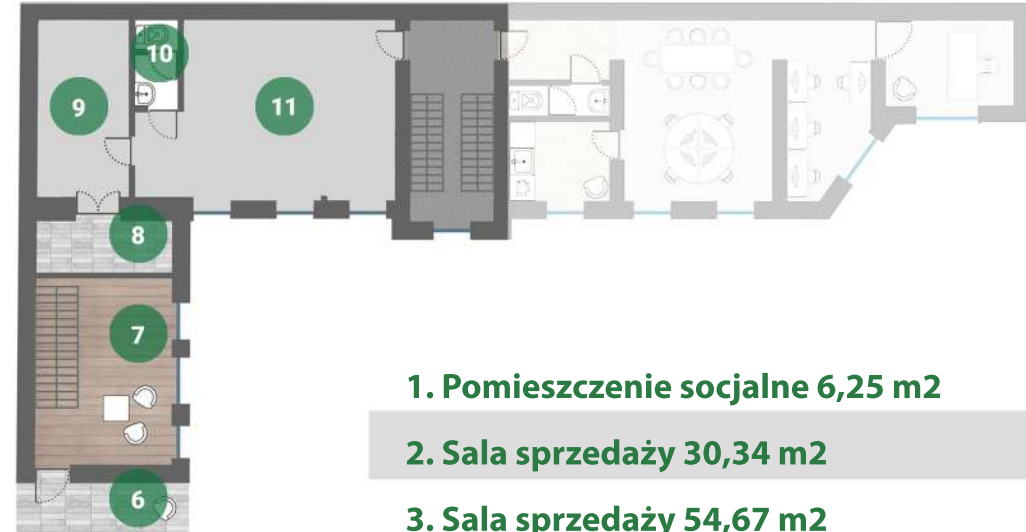 10
9
11
8
7
6
1. Pomieszczenie socjalne 6,25 m2
2. Sala sprzedaży 30,34 m2
3. Sala sprzedaży 54,67 m2